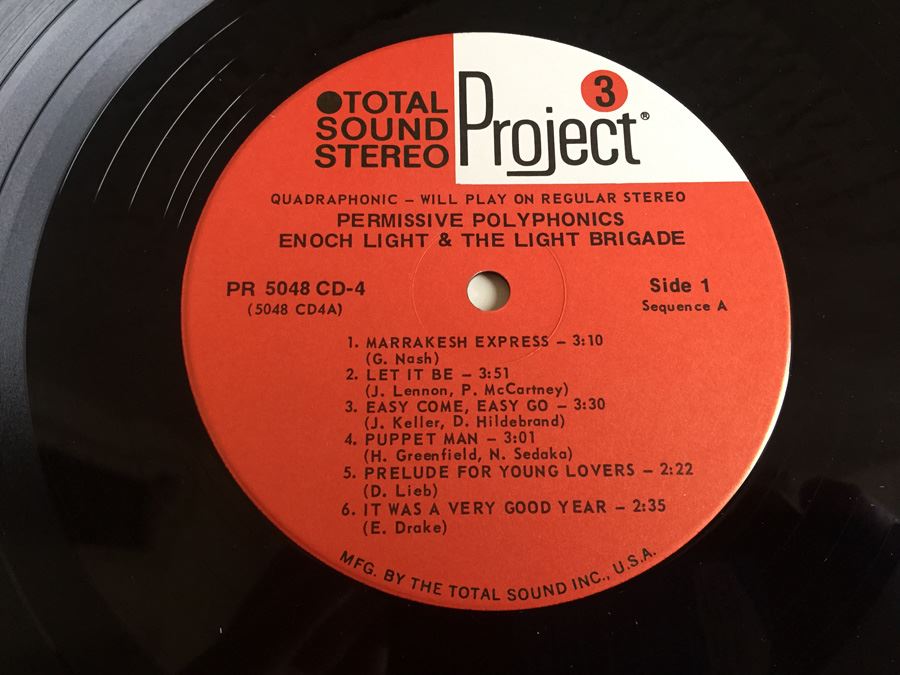 ●TOTAL
SOUND
STEREO
Project 3®
QUADRAPHONIC – WILL PLAY ON REGULAR STEREO
PERMISSIVE POLYPHONICS
ENOCH LIGHT & THE LIGHT BRIGADE
PR 5048 CD-4
(5048 CD4A)
Side 1
Sequence A
1. MARRAKESH EXPRESS – 3:10
(G. Nash)
2. LET IT BE – 3:51
(J. Lennon, P. McCartney)
3. EASY COME, EASY GO – 3:30
(J. Keller, D. Hildebrand)
4. PUPPET MAN – 3:01
(H. Greenfield, N. Sedaka)
5. PRELUDE FOR YOUNG LOVERS – 2:22
(D. Lieb)
6. IT WAS A VERY GOOD YEAR – 2:35
(E. Drake)
MFG. BY THE TOTAL SOUND INC., U.S.A.